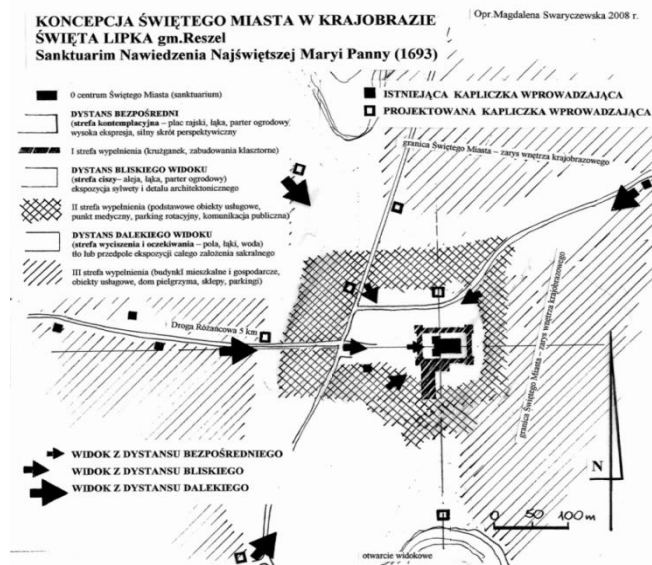 KONCEPCJA ŚWIĘTEGO MIASTA W KRAJOBRAZIE
ŚWIĘTA LIPKA gm.Reszel
Sanktuarim Nawiedzenia Najświętszej Maryi Panny (1693)
Opr.Magdalena Swaryczewska 2008 r.
0 centrum Świętego Miasta (sanktuarium)
DYSTANS BEZPOŚREDNI
(strefa kontemplacyjna – plac rajski, łąka, parter ogrodowy)
wysoka ekspresja, silny skrót perspektywiczny
I strefa wypełnienia (krużganek, zabudowania klasztorne)
DYSTANS BLISKIEGO WIDOKU
(strefa ciszy– aleja, łąka, parter ogrodowy)
ekspozycja sylwety i detalu architektonicznego
II strefa wypełnienia (podstawowe obiekty usługowe,
punkt medyczny, parking rotacyjny, komunikacja publiczna)
DYSTANS DALEKIEGO WIDOKU
(strefa wyciszenia i oczekiwania – pola, łąki, woda)
tło lub przedpole ekspozycji całego założenia sakralnego
III strefa wypełnienia (budynki mieszkalne i gospodarcze,
obiekty usługowe, dom pielgrzyma, sklepy, parkingi)
ISTNIEJĄCA KAPLICZKA WPROWADZAJĄCA
PROJEKTOWANA KAPLICZKA WPROWADZAJĄCA
granica Świętego Miasta – zarys wnętrza krajobrazowego
Droga Różańcowa 5 km
granica Świętego Miasta – zarys wnętrza krajobrazowego
WIDOK Z DYSTANSU BEZPOŚREDNIEGO
WIDOK Z DYSTANSU BLISKIEGO
WIDOK Z DYSTANSU DALEKIEGO
N
0 50 100m
otwarcie widokowe